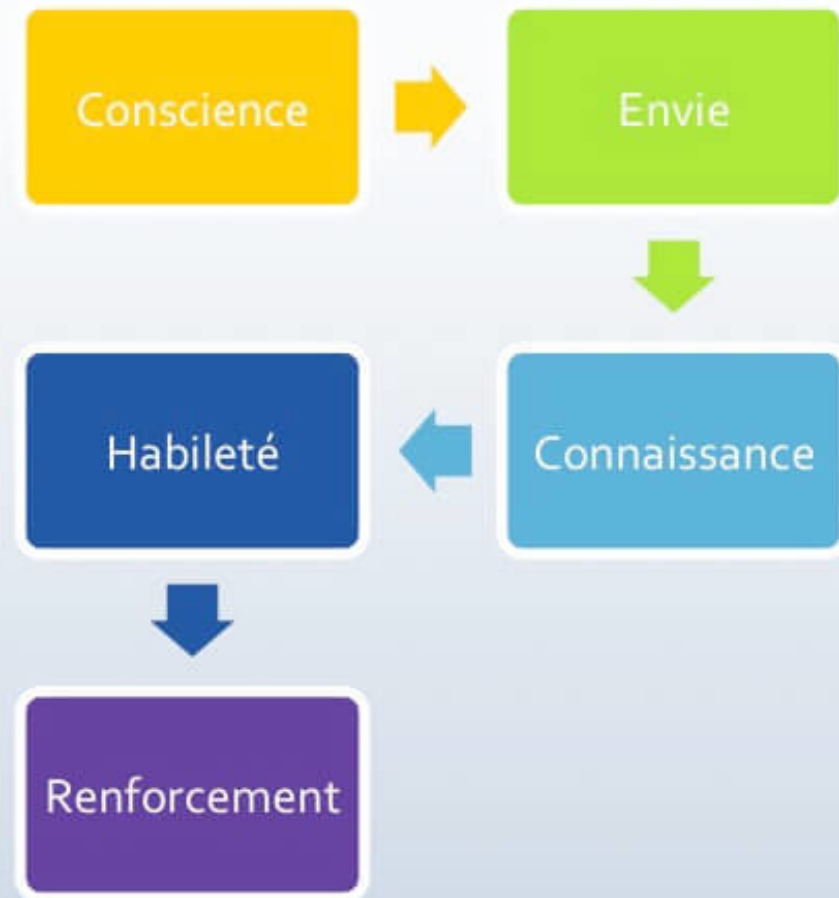 Conscience
Envie
Connaissance
Habileté
Renforcement